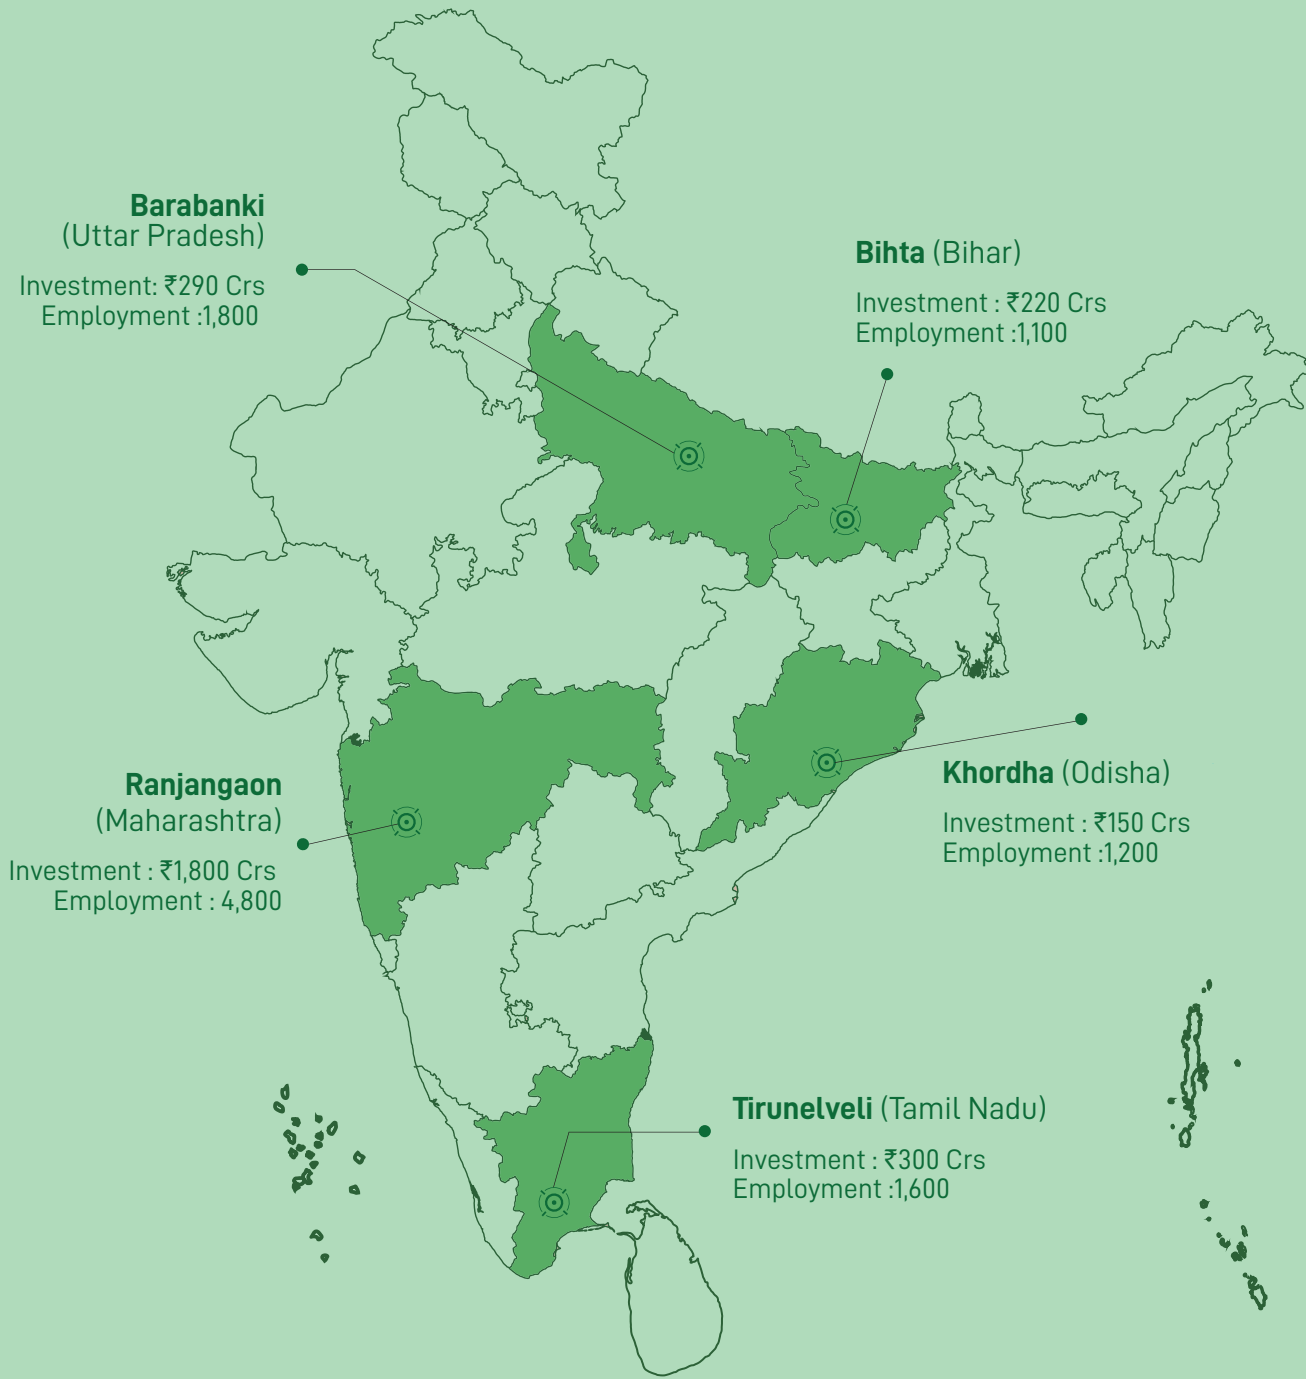 Barabanki
(Uttar Pradesh)
Investment: ₹290 Crs
Employment :1,800
Bihta (Bihar)
Investment : ₹220 Crs
Employment :1,100
Ranjangaon
(Maharashtra)
Investment : ₹1,800 Crs
Employment : 4,800
Khordha (Odisha)
Investment : ₹150 Crs
Employment :1,200
Tirunelveli (Tamil Nadu)
Investment : ₹300 Crs
Employment :1,600